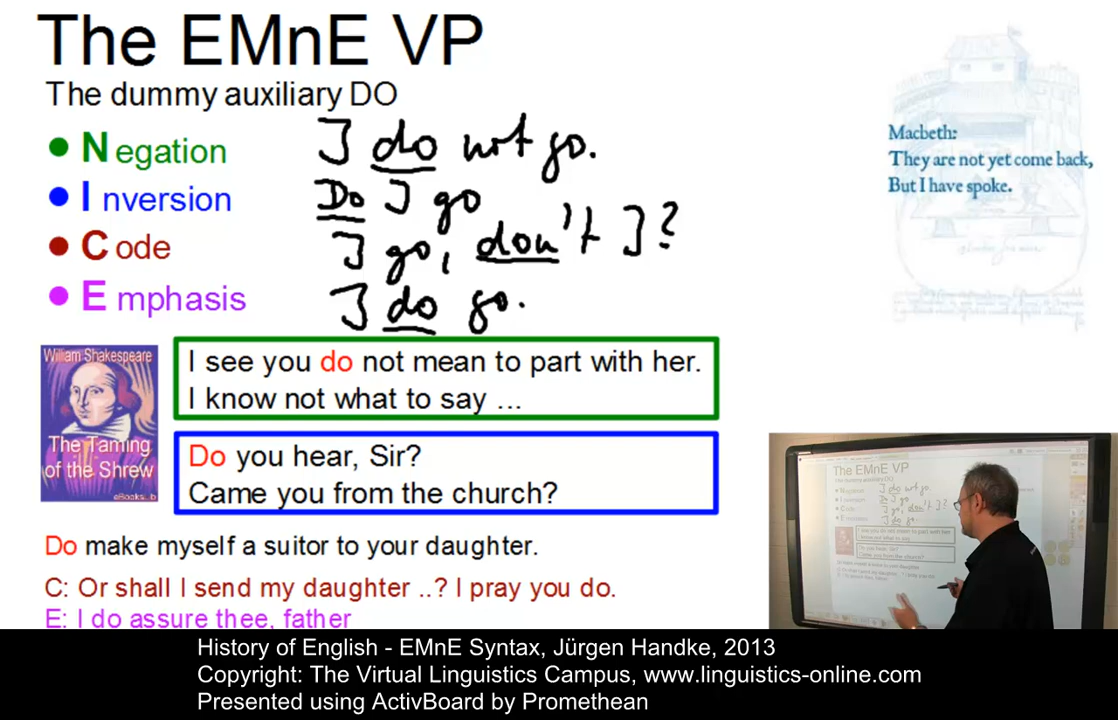 The EMnE VP
The dummy auxiliary DO
• Negation
I do not go.
• Inversion
Do I go
• Code
I go, don't I?
• Emphasis
I do go.
Macbeth:
They are not yet come back,
But I have spoke.
William Shakespeare
The Taming
of the Shrew
I see you do not mean to part with her.
I know not what to say ...
Do you hear, Sir?
Came you from the church?
Do make myself a suitor to your daughter.
C: Or shall I send my daughter ..? I pray you do.
E: I do assure thee, father
The EMnE VP
History of English - EMnE Syntax, Jürgen Handke, 2013
Copyright: The Virtual Linguistics Campus, www.linguistics-online.com
Presented using ActivBoard by Promethean